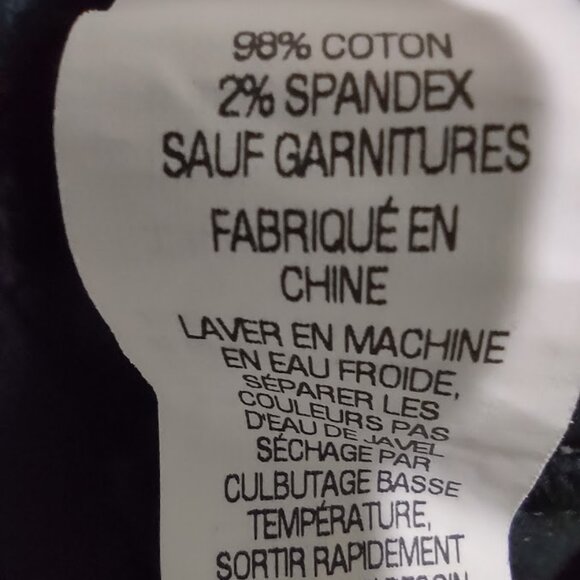 98% COTON
2% SPANDEX
SAUF GARNITURES
FABRIQUÉ EN
CHINE
LAVER EN MACHINE
EN EAU FROIDE,
SÉPARER LES
COULEURS PAS
D'EAU DE JAVEL
SÉCHAGE PAR
CULBUTAGE BASSE
TEMPÉRATURE,
SORTIR RAPIDEMENT